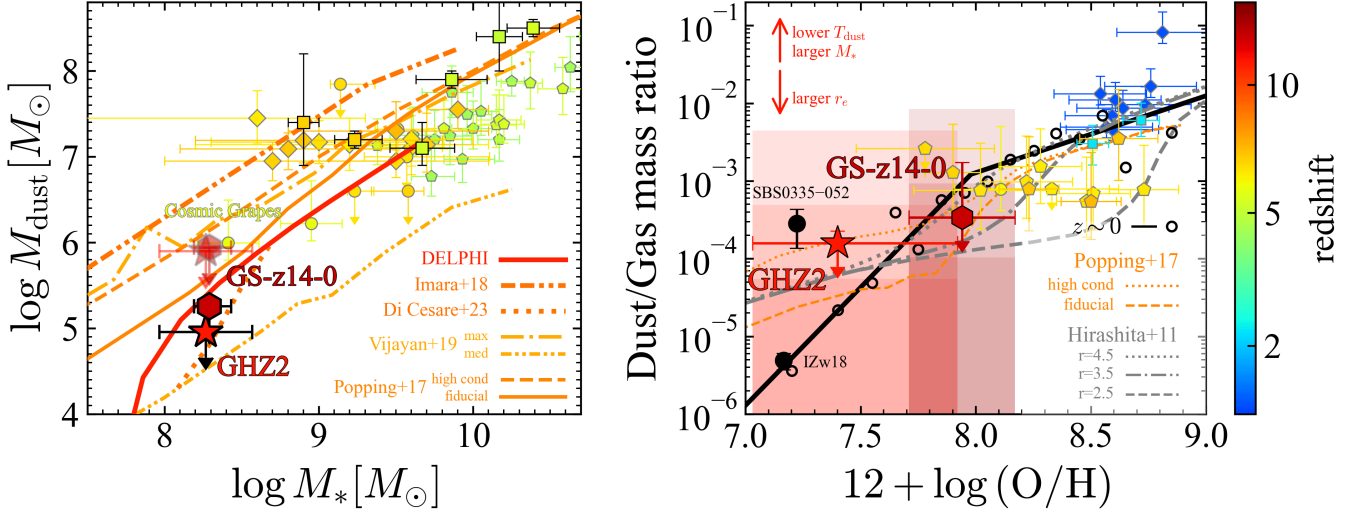 log M_dust [M_⊙]
8
7
6
5
4
8
9
10
log M_* [M_⊙]
Cosmic Grapes
GS-z14-0
GHZ2
DELPHI
Imara+18
Di Cesare+23
Vijayan+19 max
med
Popping+17 high cond
fiducial
Dust/Gas mass ratio
10^−2
10^−3
10^−4
10^−5
10^−6
7.0
7.5
8.0
8.5
9.0
12 + log (O/H)
lower T_dust
larger M_*
larger r_e
GS-z14-0
SBS0335−052
GHZ2
IZw18
z ~ 0
Popping+17
high cond
fiducial
Hirashita+11
r=4.5
r=3.5
r=2.5
10
5
2
redshift